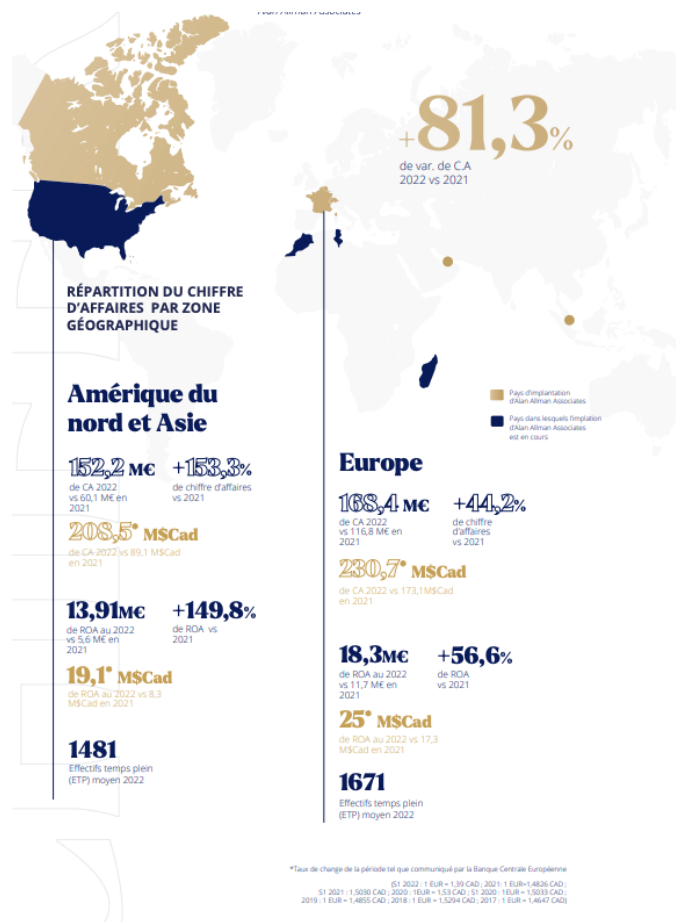 +81,3%
de var. de C.A
2022 vs 2021
RÉPARTITION DU CHIFFRE
D’AFFAIRES PAR ZONE
GÉOGRAPHIQUE
Amérique du
nord et Asie
152,2 M€
de CA 2022
vs 60,1 M€ en
2021
+153,3%
de chiffre d’affaires
vs 2021
208,5* M$Cad
de CA 2022 vs 89,1 M$Cad
en 2021
13,91M€
de ROA au 2022
vs 5,6 M€ en
2021
+149,8%
de ROA vs
2021
19,1* M$Cad
de ROA au 2022 vs 8,3
M$Cad en 2021
1481
Effectifs temps plein
(ETP) moyen 2022
Pays d’implantation
d’Alan Allman Associates
Pays dans lesquels l’implation
d’Alan Allman Associates
est en cours
Europe
168,4 M€
de CA 2022
vs 116,8 M€ en
2021
+44,2%
de chiffre
d’affaires
vs 2021
230,7* M$Cad
de CA 2022 vs 173,1M$Cad
en 2021
18,3M€
de ROA au 2022
vs 11,7 M€ en
2021
+56,6%
de ROA
vs 2021
25* M$Cad
de ROA au 2022 vs 17,3
M$Cad en 2021
1671
Effectifs temps plein
(ETP) moyen 2022
*Taux de change de la période tel que communiqué par la Banque Centrale Européenne
(S1 2022 : 1 EUR = 1,39 CAD ; 2021: 1 EUR=1,4826 CAD ;
S1 2021 : 1,5030 CAD ; 2020 : 1EUR = 1,53 CAD ; S1 2020 : 1EUR = 1,5033 CAD ;
2019 : 1 EUR = 1,4855 CAD ; 2018 : 1 EUR = 1,5294 CAD ; 2017 : 1 EUR = 1,4647 CAD)